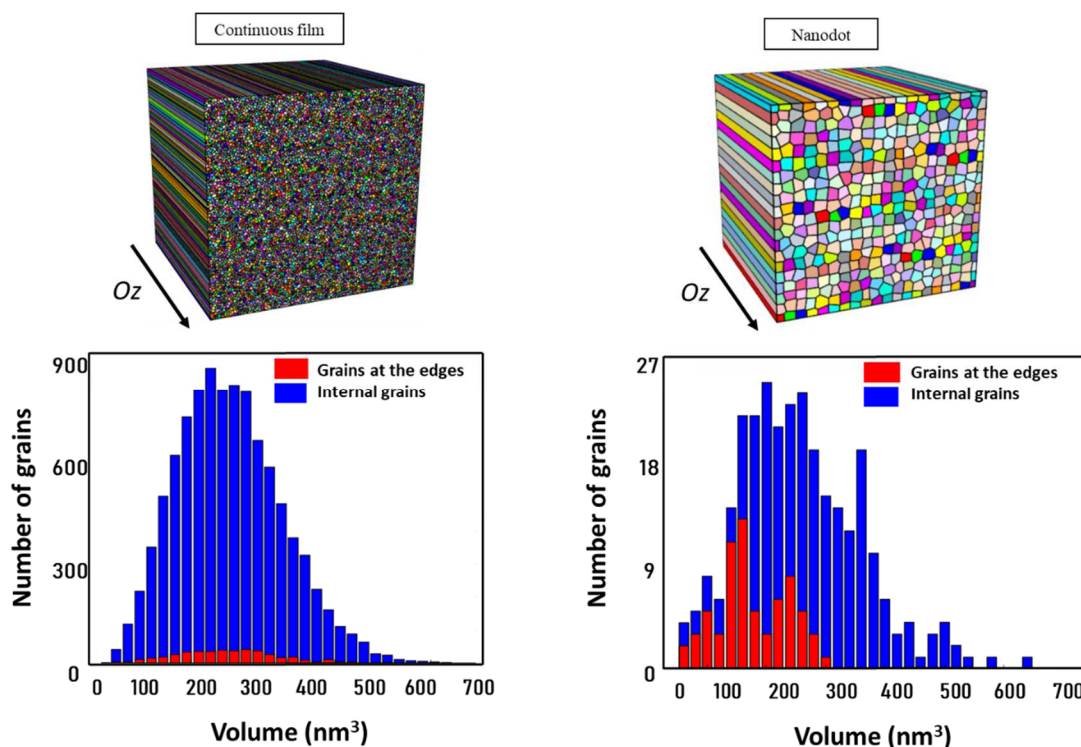 Continuous film
Nanodot
Oz
Oz
900
600
300
0
Number of grains
Grains at the edges
Internal grains
0 100 200 300 400 500 600 700
Volume (nm³)
27
18
9
0
Number of grains
Grains at the edges
Internal grains
0 100 200 300 400 500 600 700
Volume (nm³)